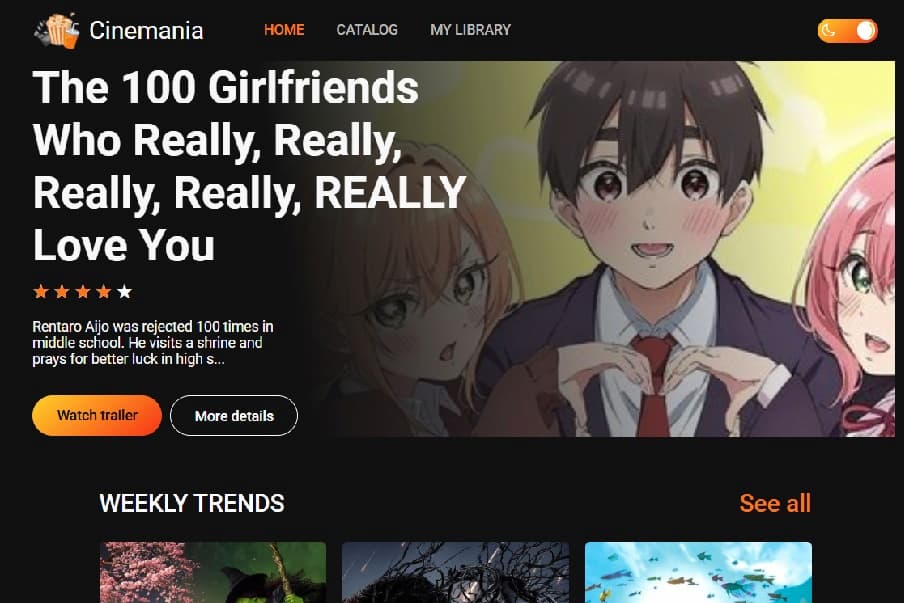 Cinemania
HOME
CATALOG
MY LIBRARY
The 100 Girlfriends
Who Really, Really,
Really, Really, REALLY
Love You
Rentaro Aijo was rejected 100 times in
middle school. He visits a shrine and
prays for better luck in high s...
Watch trailer
More details
WEEKLY TRENDS
See all